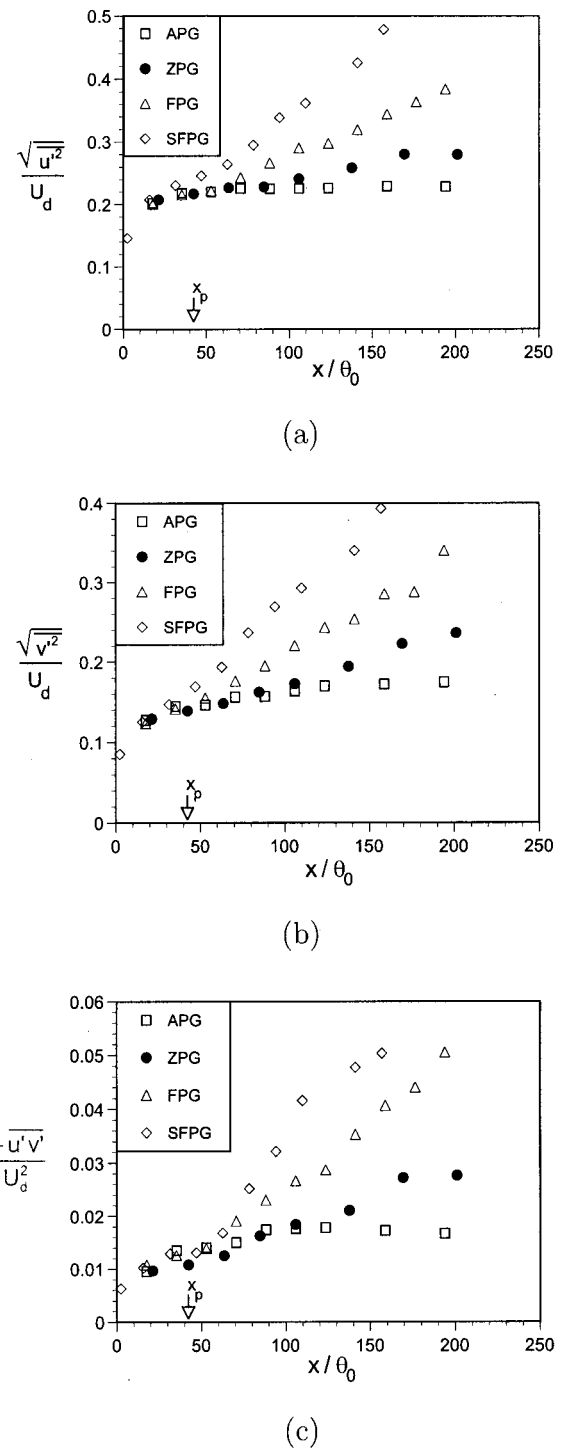 0.5
0.4
0.3
0.2
0.1
0
√u'²
U_d
APG
ZPG
FPG
SFPG
x_p
0 50 100 150 200 250
x / θ₀
(a)
0.4
0.3
0.2
0.1
0
√v'²
U_d
APG
ZPG
FPG
SFPG
x_p
0 50 100 150 200 250
x / θ₀
(b)
0.06
0.05
0.04
0.03
0.02
0.01
0
-u'v'
U_d²
APG
ZPG
FPG
SFPG
x_p
0 50 100 150 200 250
x / θ₀
(c)